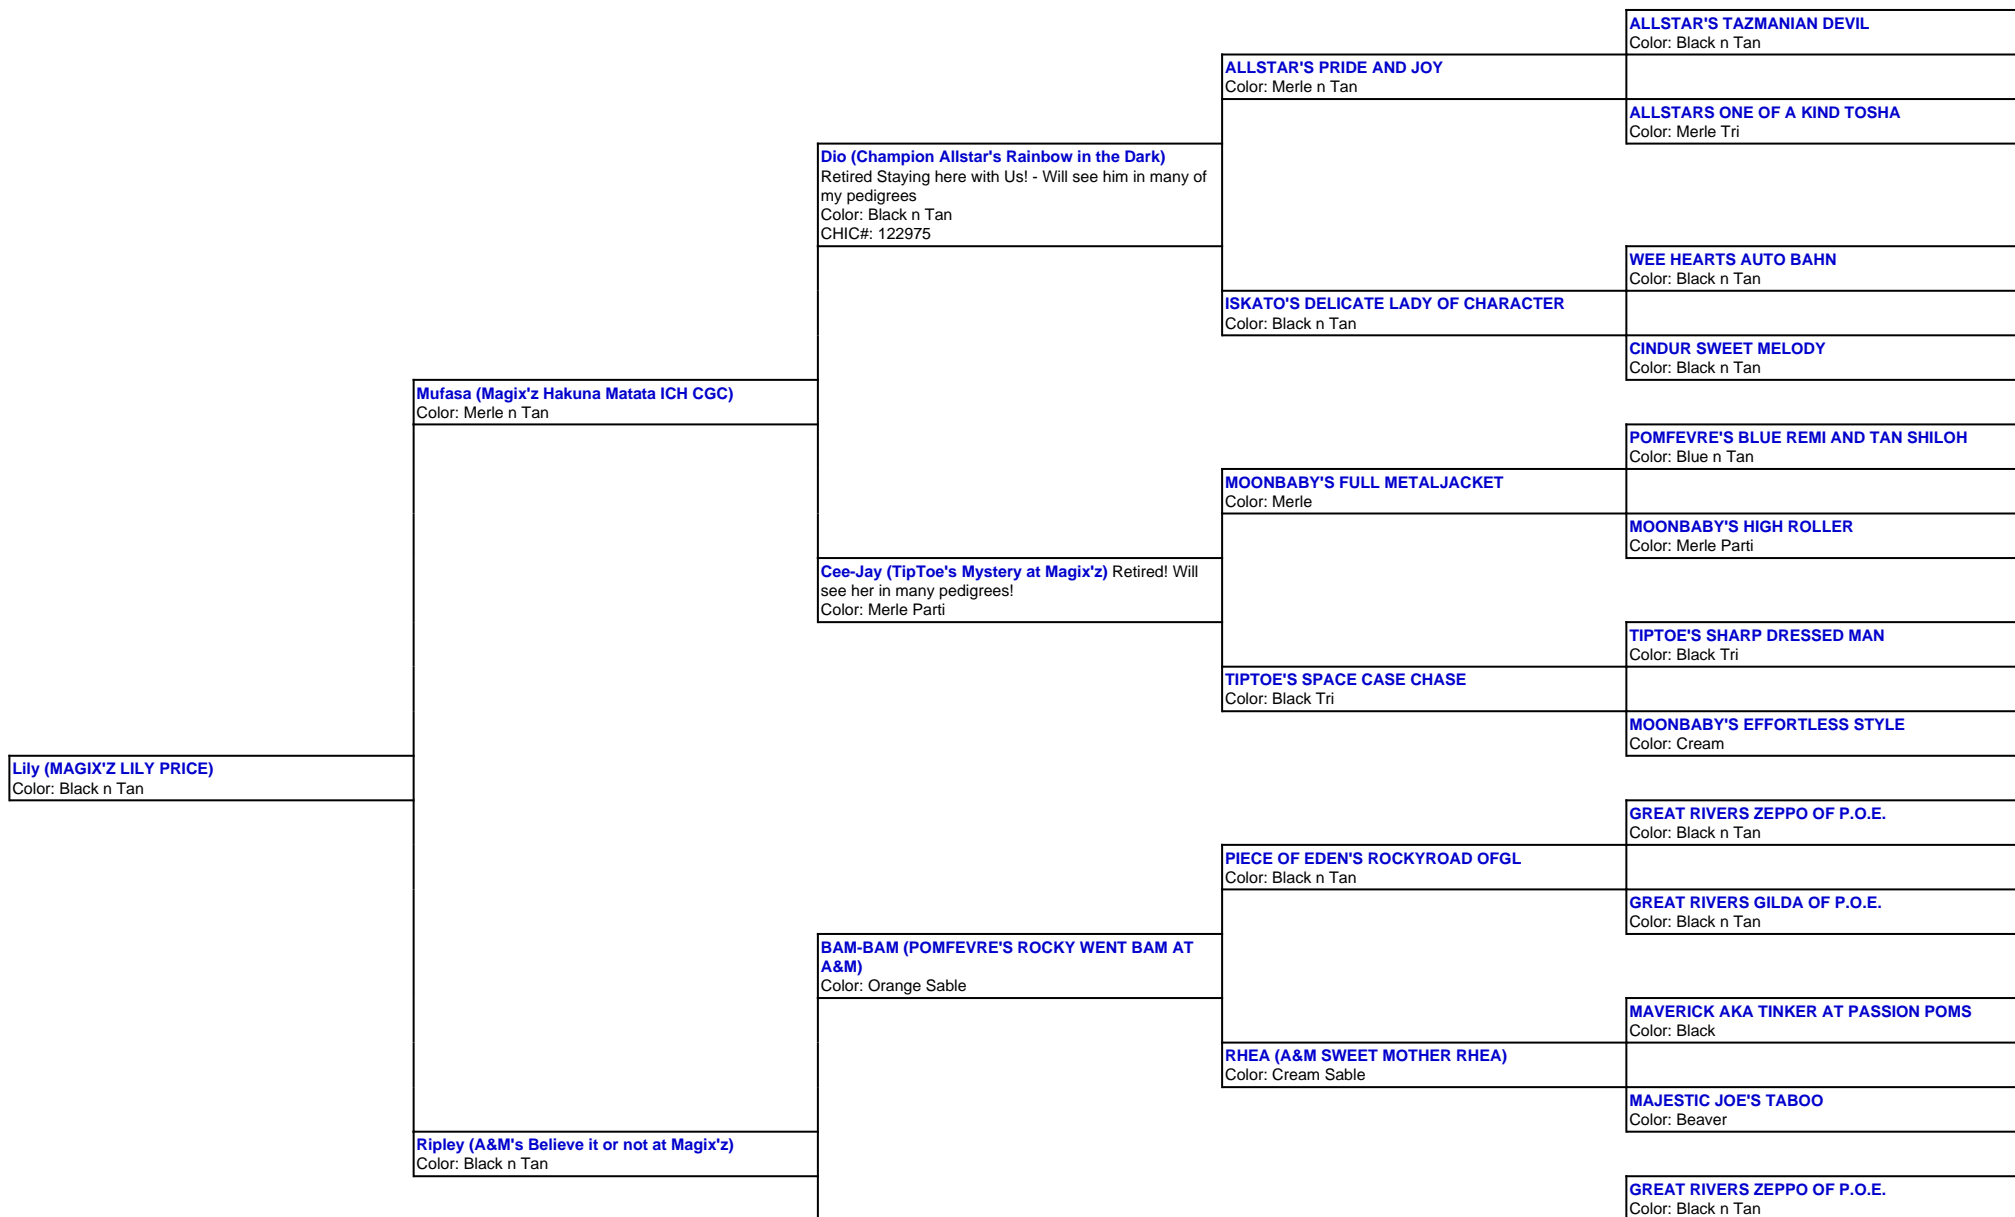 ALLSTAR'S TAZMANIAN DEVIL
Color: Black n Tan
ALLSTAR'S PRIDE AND JOY
Color: Merle n Tan
ALLSTARS ONE OF A KIND TOSHA
Color: Merle Tri
Dio (Champion Allstar's Rainbow in the Dark)
Retired Staying here with Us! - Will see him in many of
my pedigrees
Color: Black n Tan
CHIC#: 122975
WEE HEARTS AUTO BAHN
Color: Black n Tan
ISKATO'S DELICATE LADY OF CHARACTER
Color: Black n Tan
CINDUR SWEET MELODY
Color: Black n Tan
Mufasa (Magix'z Hakuna Matata ICH CGC)
Color: Merle n Tan
POMFEVRE'S BLUE REMI AND TAN SHILOH
Color: Blue n Tan
MOONBABY'S FULL METALJACKET
Color: Merle
MOONBABY'S HIGH ROLLER
Color: Merle Parti
Cee-Jay (TipToe's Mystery at Magix'z) Retired! Will
see her in many pedigrees!
Color: Merle Parti
TIPTOE'S SHARP DRESSED MAN
Color: Black Tri
TIPTOE'S SPACE CASE CHASE
Color: Black Tri
MOONBABY'S EFFORTLESS STYLE
Color: Cream
Lily (MAGIX'Z LILY PRICE)
Color: Black n Tan
GREAT RIVERS ZEPPO OF P.O.E.
Color: Black n Tan
PIECE OF EDEN'S ROCKYROAD OFGL
Color: Black n Tan
GREAT RIVERS GILDA OF P.O.E.
Color: Black n Tan
BAM-BAM (POMFEVRE'S ROCKY WENT BAM AT
A&M)
Color: Orange Sable
MAVERICK AKA TINKER AT PASSION POMS
Color: Black
RHEA (A&M SWEET MOTHER RHEA)
Color: Cream Sable
MAJESTIC JOE'S TABOO
Color: Beaver
Ripley (A&M's Believe it or not at Magix'z)
Color: Black n Tan
GREAT RIVERS ZEPPO OF P.O.E.
Color: Black n Tan